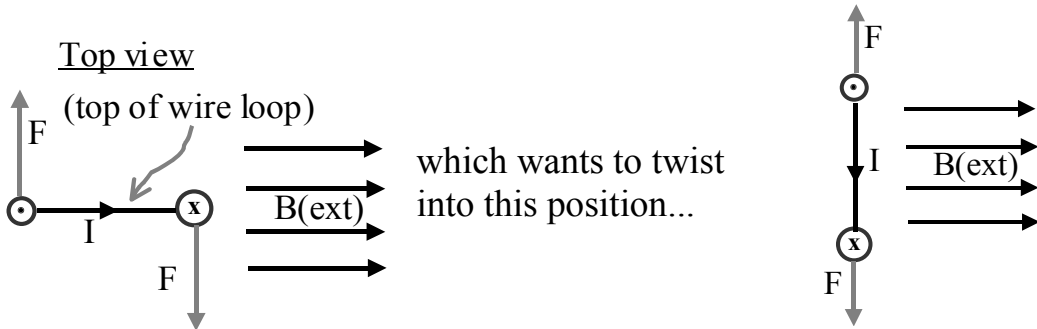 Top view
(top of wire loop)
F
I
x
F
B(ext)
which wants to twist
into this position...
F
I
x
F
B(ext)